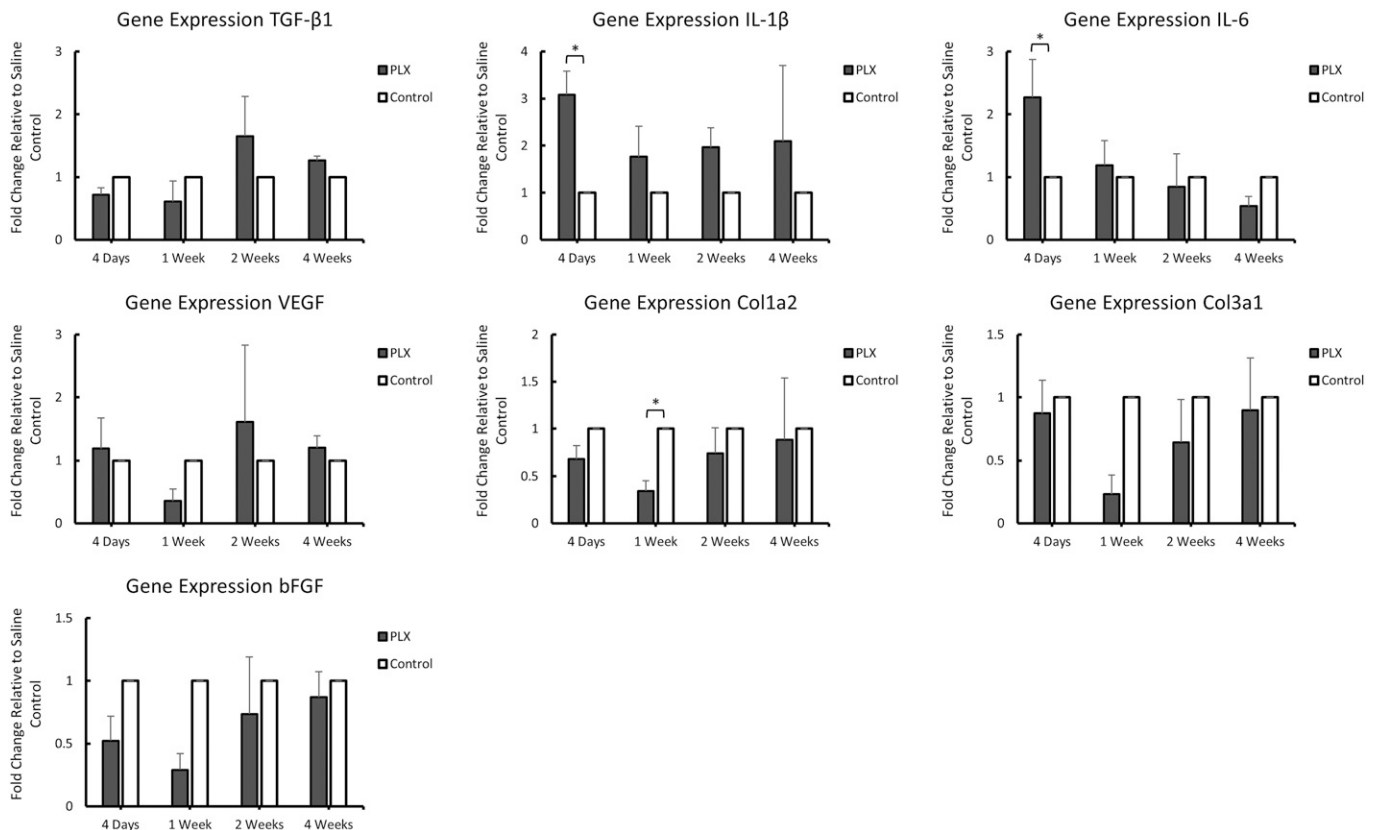 Gene Expression TGF-β1
Fold Change Relative to Saline
Control
3
2
1
0
4 Days 1 Week 2 Weeks 4 Weeks
PLX
Control
Gene Expression IL-1β
Fold Change Relative to Saline
Control
4
3
2
1
0
*
4 Days 1 Week 2 Weeks 4 Weeks
PLX
Control
Gene Expression IL-6
Fold Change Relative to Saline
Control
3
2
1
0
*
4 Days 1 Week 2 Weeks 4 Weeks
PLX
Control
Gene Expression VEGF
Fold Change Relative to Saline
Control
3
2
1
0
4 Days 1 Week 2 Weeks 4 Weeks
PLX
Control
Gene Expression Col1a2
Fold Change Relative to Saline
Control
2
1.5
1
0.5
0
*
4 Days 1 Week 2 Weeks 4 Weeks
PLX
Control
Gene Expression Col3a1
Fold Change Relative to Saline
Control
1.5
1
0.5
0
4 Days 1 Week 2 Weeks 4 Weeks
PLX
Control
Gene Expression bFGF
Fold Change Relative to Saline
Control
1.5
1
0.5
0
4 Days 1 Week 2 Weeks 4 Weeks
PLX
Control